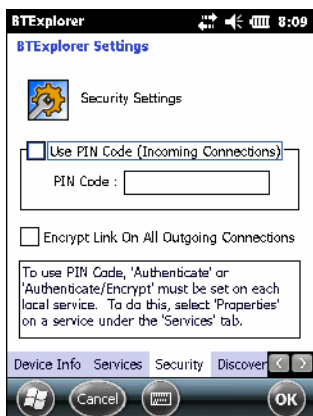 BTExplorer 8:09
BTExplorer Settings
Security Settings
Use PIN Code (Incoming Connections)
PIN Code :
Encrypt Link On All Outgoing Connections
To use PIN Code, 'Authenticate' or
'Authenticate/Encrypt' must be set on each
local service. To do this, select 'Properties'
on a service under the 'Services' tab.
Device Info Services Security Discover
Cancel OK